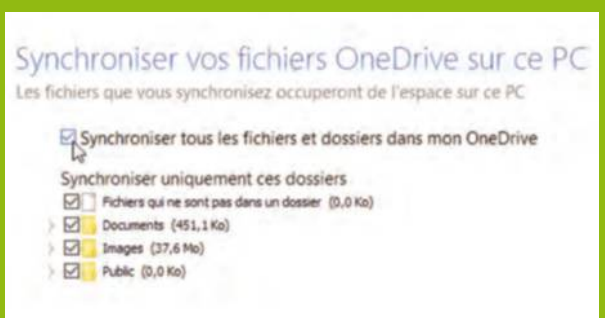 Synchroniser vos fichiers OneDrive sur ce PC
Les fichiers que vous synchronisez occuperont de l'espace sur ce PC
Synchroniser tous les fichiers et dossiers dans mon OneDrive
Synchroniser uniquement ces dossiers
Fichiers qui ne sont pas dans un dossier (0,0 Ko)
Documents (451,1 Ko)
Images (37,6 Mo)
Public (0,0 Ko)